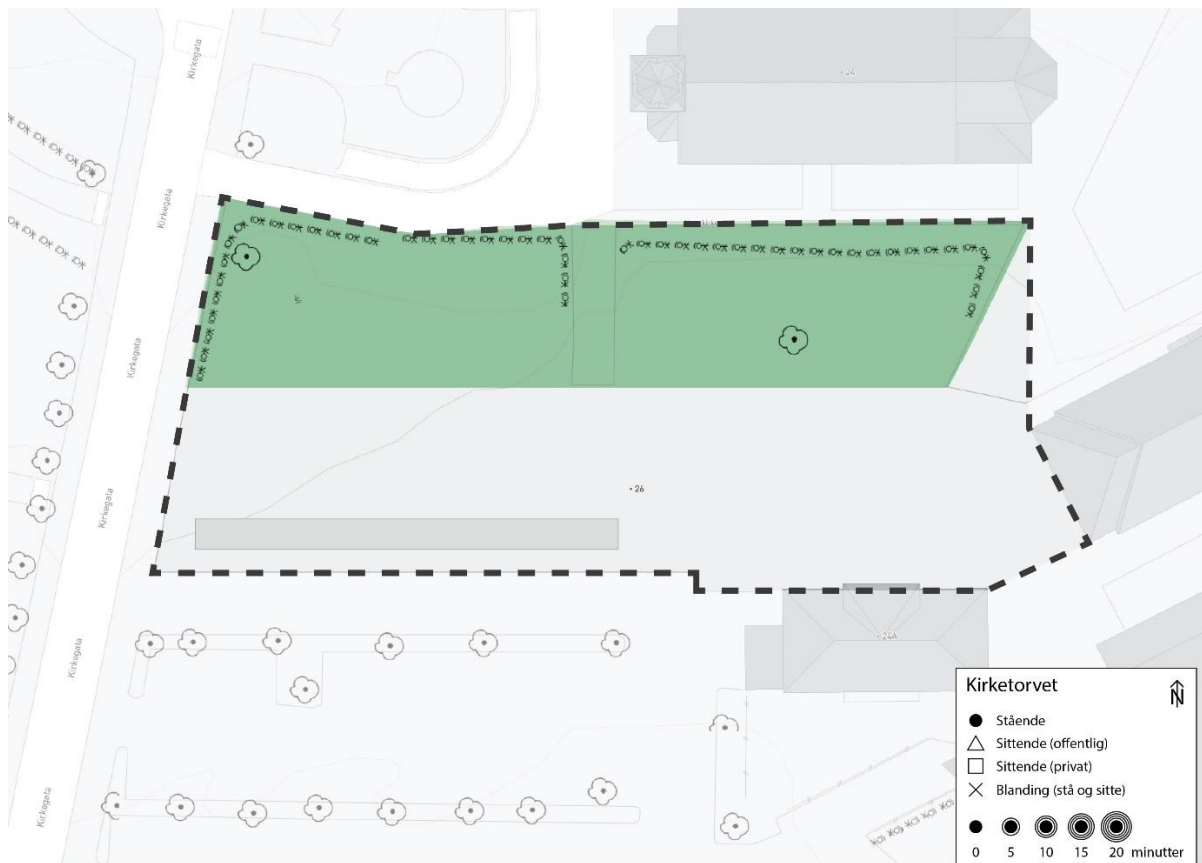 Kirkegata
24
Kirkegata
Kirkegata
Kirkegata
26
Kirkegata
24A
Kirkegata
Kirkegata
Kirketorvet
N
Stående
Sittende (offentlig)
Sittende (privat)
Blanding (stå og sitte)
0 5 10 15 20 minutter